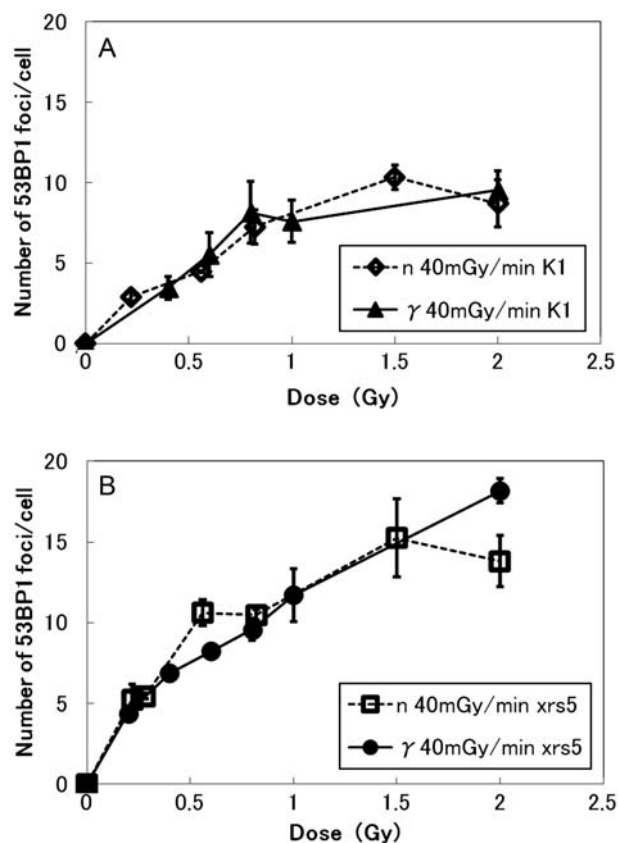 A
Number of 53BP1 foci/cell
20
15
10
5
0
n 40mGy/min K1
γ 40mGy/min K1
0 0.5 1 1.5 2 2.5
Dose (Gy)
B
Number of 53BP1 foci/cell
20
15
10
5
0
n 40mGy/min xrs5
γ 40mGy/min xrs5
0 0.5 1 1.5 2 2.5
Dose (Gy)